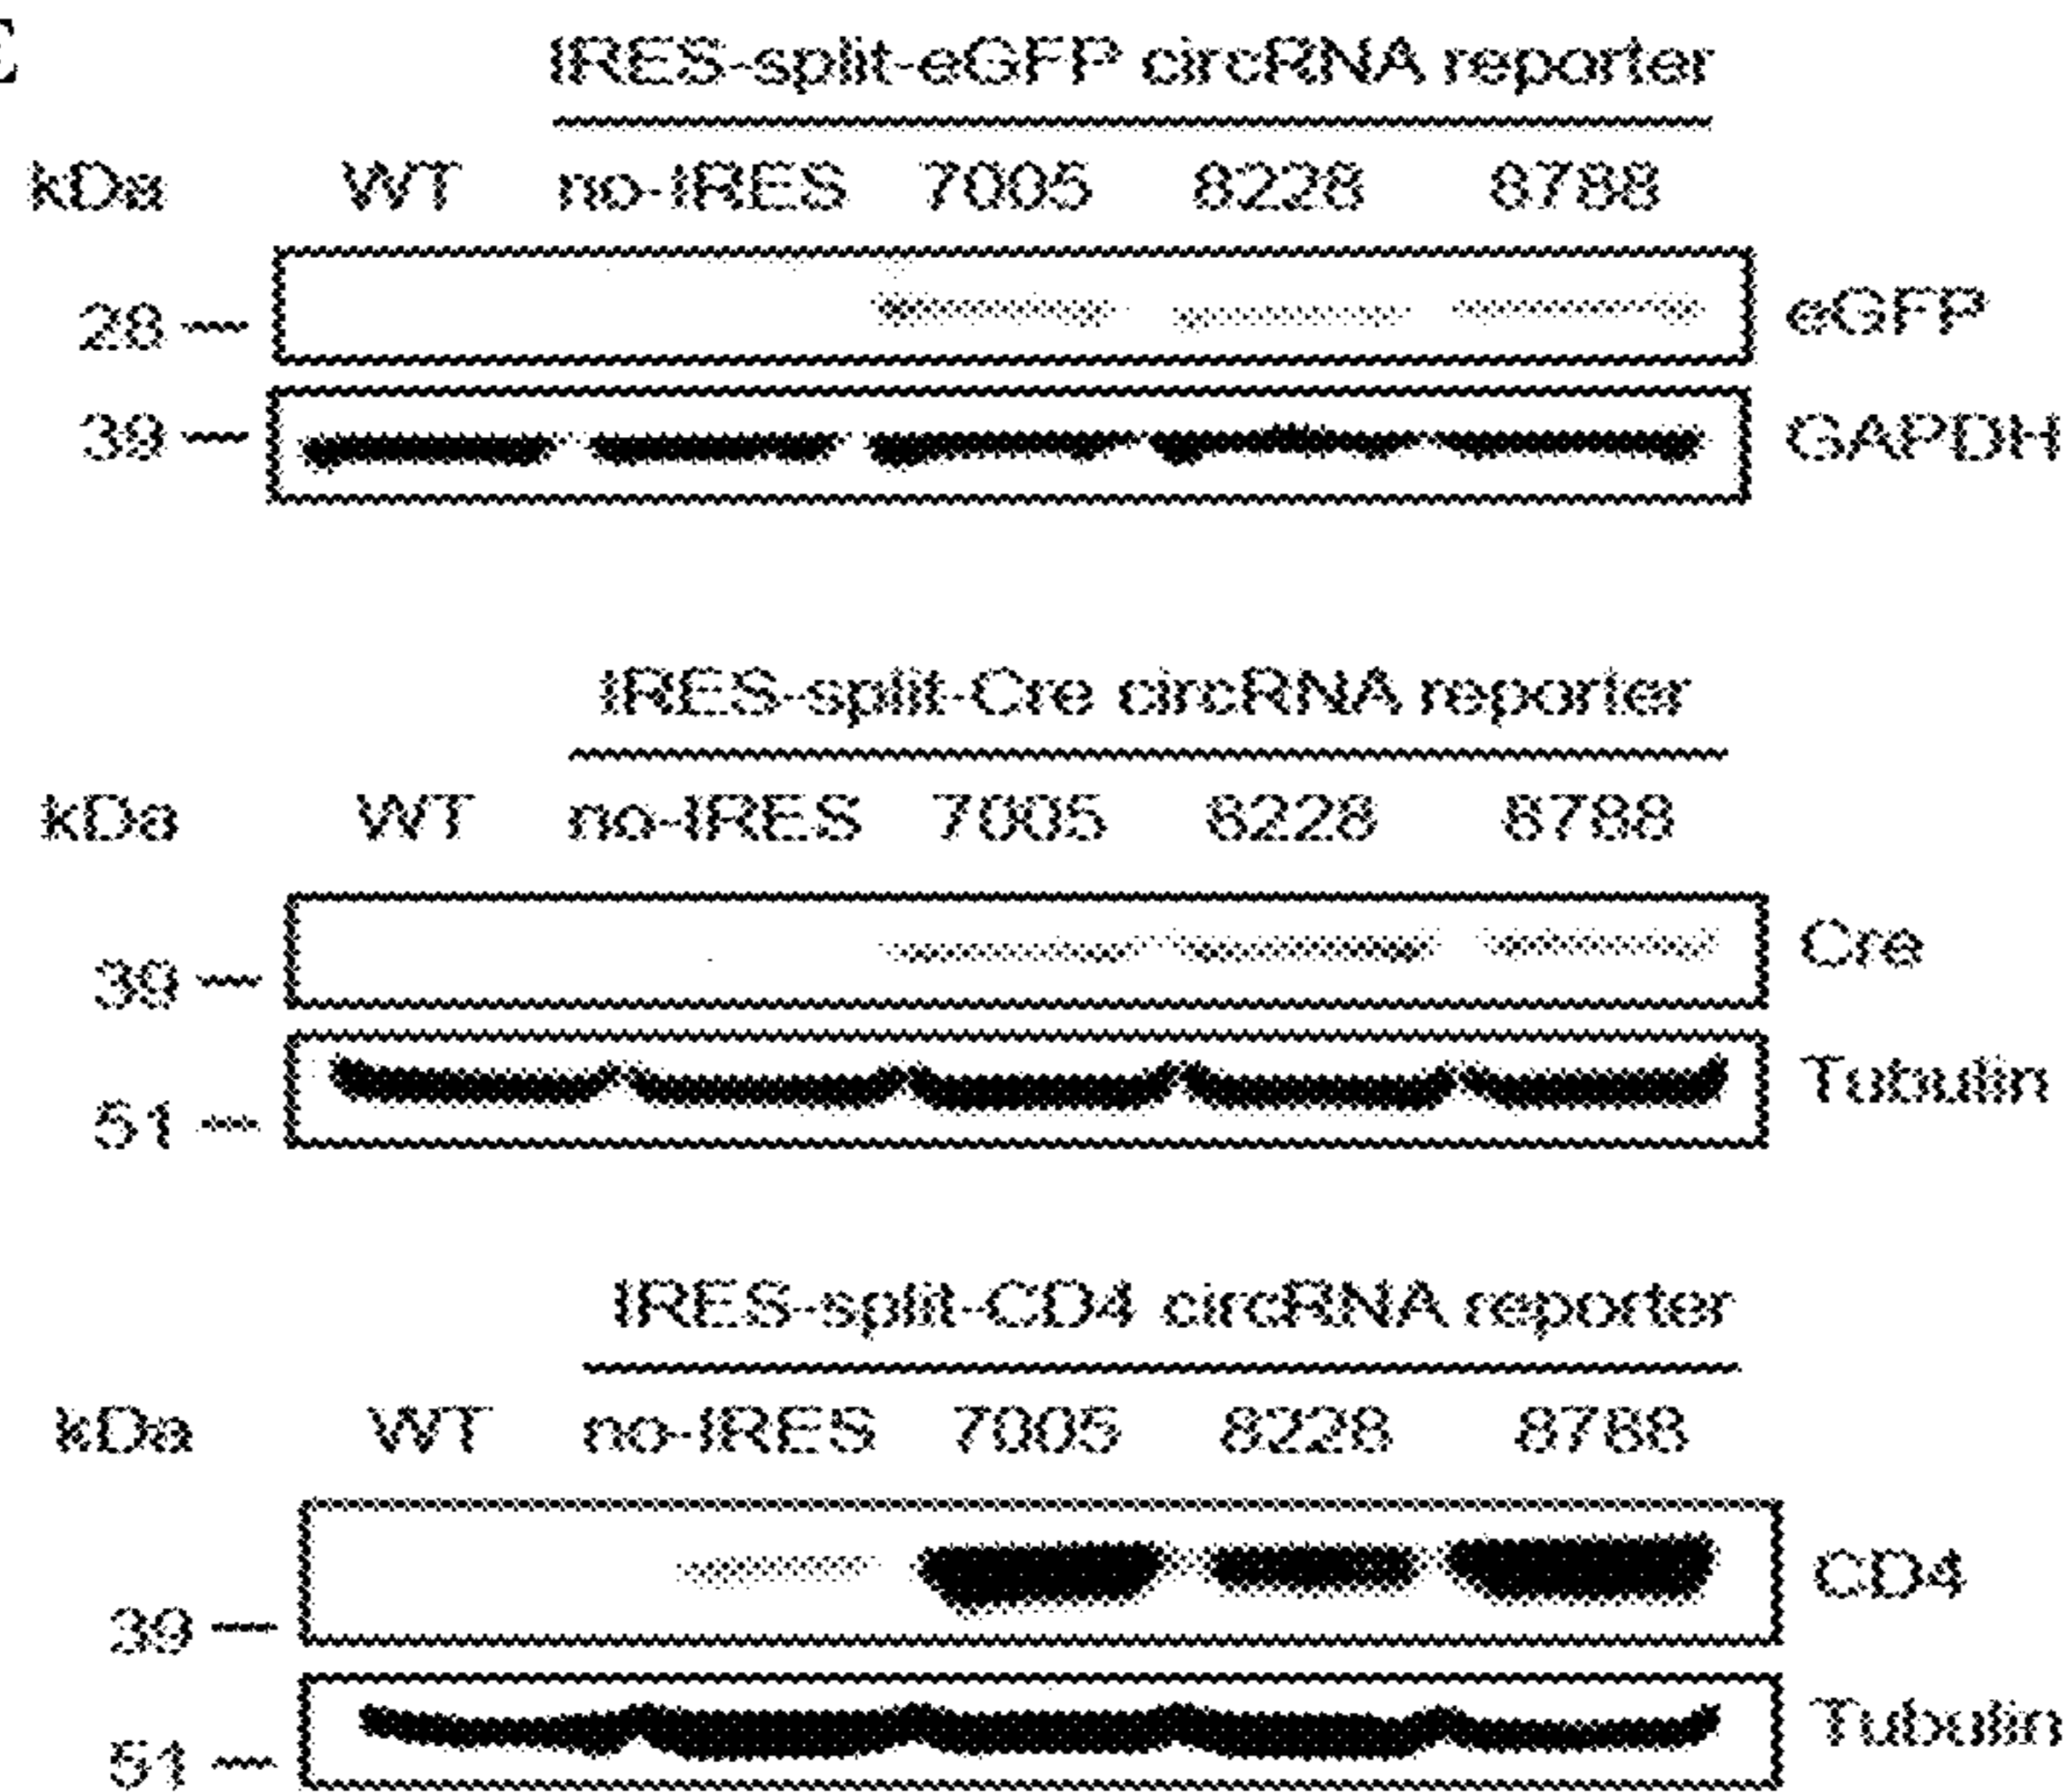 IRES-split-eGFP circRNA reporter
kDa WT no-IRES 7005 8228 8788
28 eGFP
39 GAPDH
IRES-split-Cre circRNA reporter
kDa WT no-IRES 7005 8228 8788
39 Cre
51 Tubulin
IRES-split-CD4 circRNA reporter
kDa WT no-IRES 7005 8228 8788
39 CD4
51 Tubulin